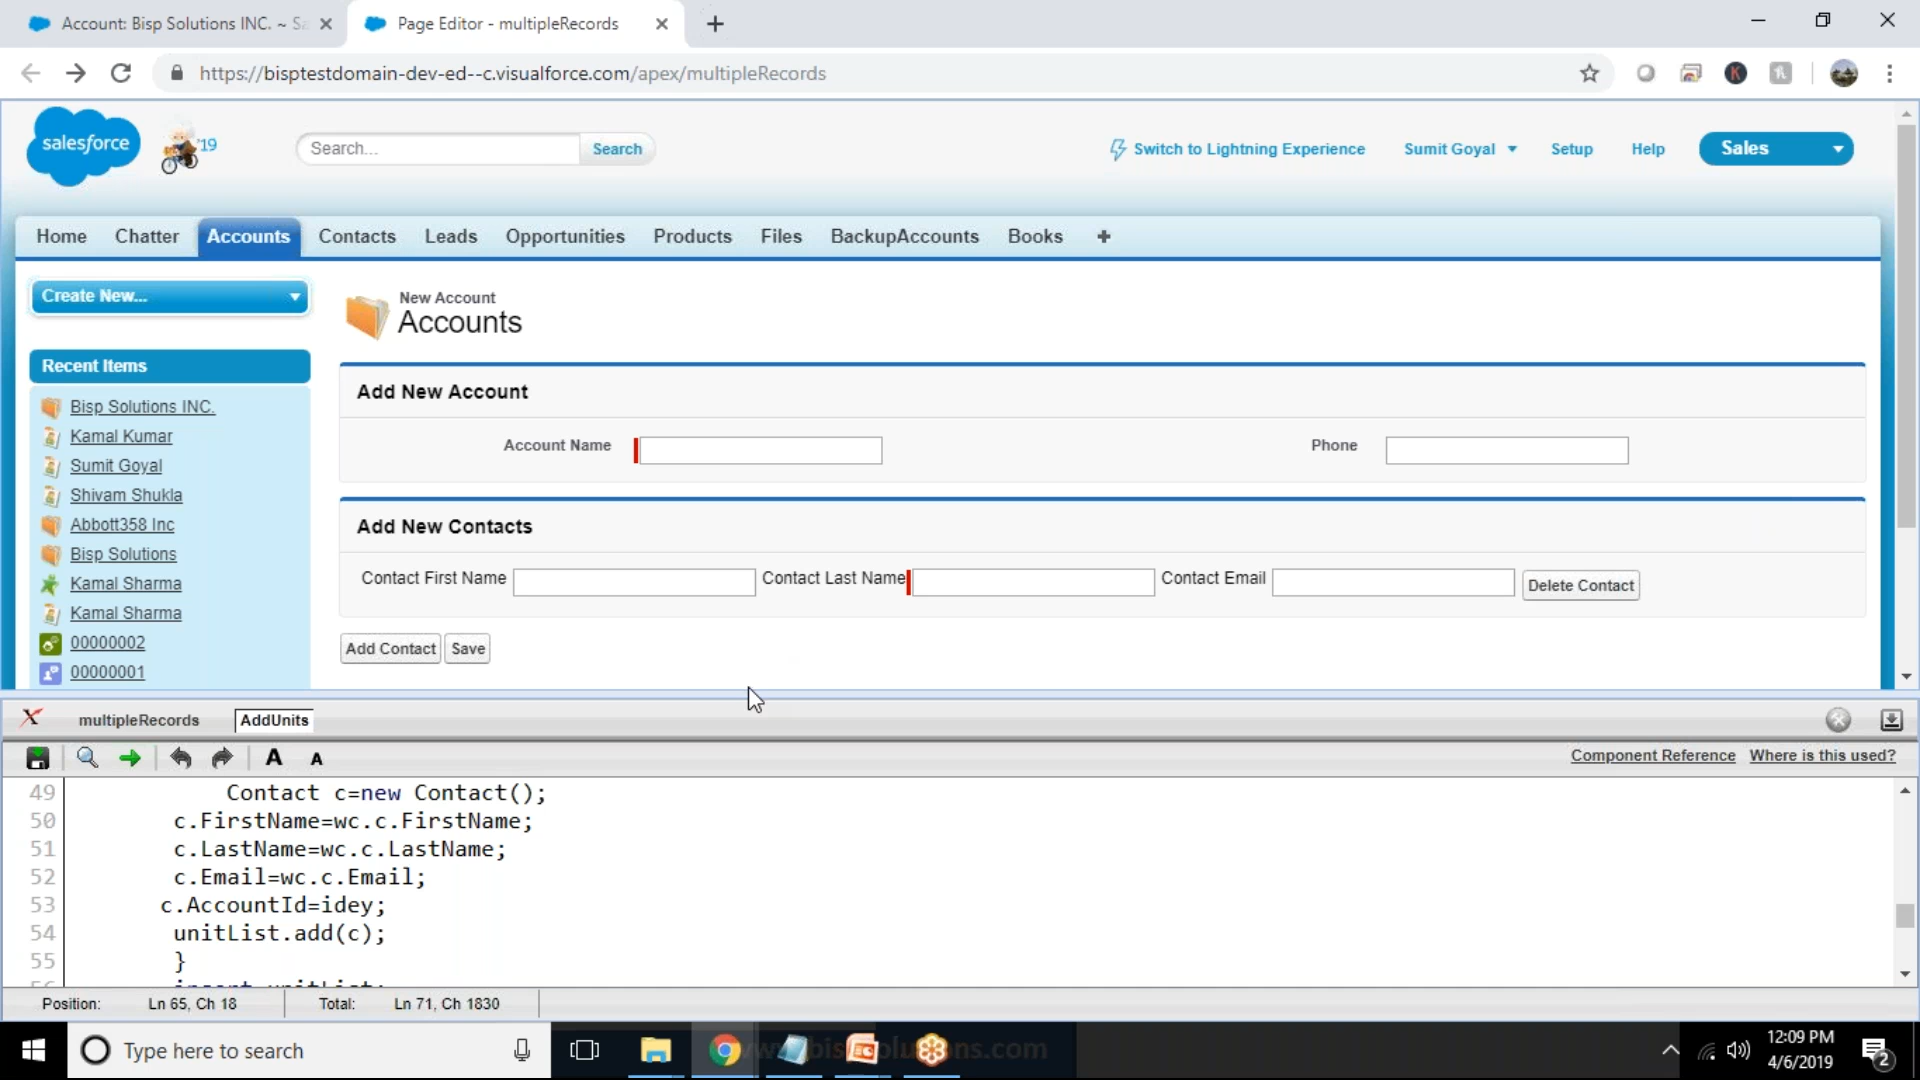 Account: Bisp Solutions INC. ~ Sa
Page Editor - multipleRecords
https://bisptestdomain-dev-ed--c.visualforce.com/apex/multipleRecords
salesforce
'19
Search...
Search
Switch to Lightning Experience
Sumit Goyal
Setup
Help
Sales
Home
Chatter
Accounts
Contacts
Leads
Opportunities
Products
Files
BackupAccounts
Books
Create New...
New Account
Accounts
Recent Items
Bisp Solutions INC.
Kamal Kumar
Sumit Goyal
Shivam Shukla
Abbott358 Inc
Bisp Solutions
Kamal Sharma
Kamal Sharma
00000002
00000001
Add New Account
Account Name
Phone
Add New Contacts
Contact First Name
Contact Last Name
Contact Email
Delete Contact
Add Contact
Save
multipleRecords
AddUnits
A
A
Component Reference
Where is this used?
49 Contact c=new Contact();
50 c.FirstName=wc.c.FirstName;
51 c.LastName=wc.c.LastName;
52 c.Email=wc.c.Email;
53 c.AccountId=idey;
54 unitList.add(c);
55 }
Position: Ln 65, Ch 18 Total: Ln 71, Ch 1830
Type here to search
12:09 PM
4/6/2019
2